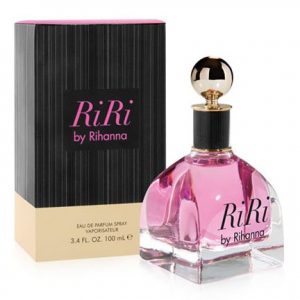 RiRi
by Rihanna
EAU DE PARFUM SPRAY
VAPORISATEUR
3.4 FL. OZ. 100 mL ℮
RiRi
by Rihanna